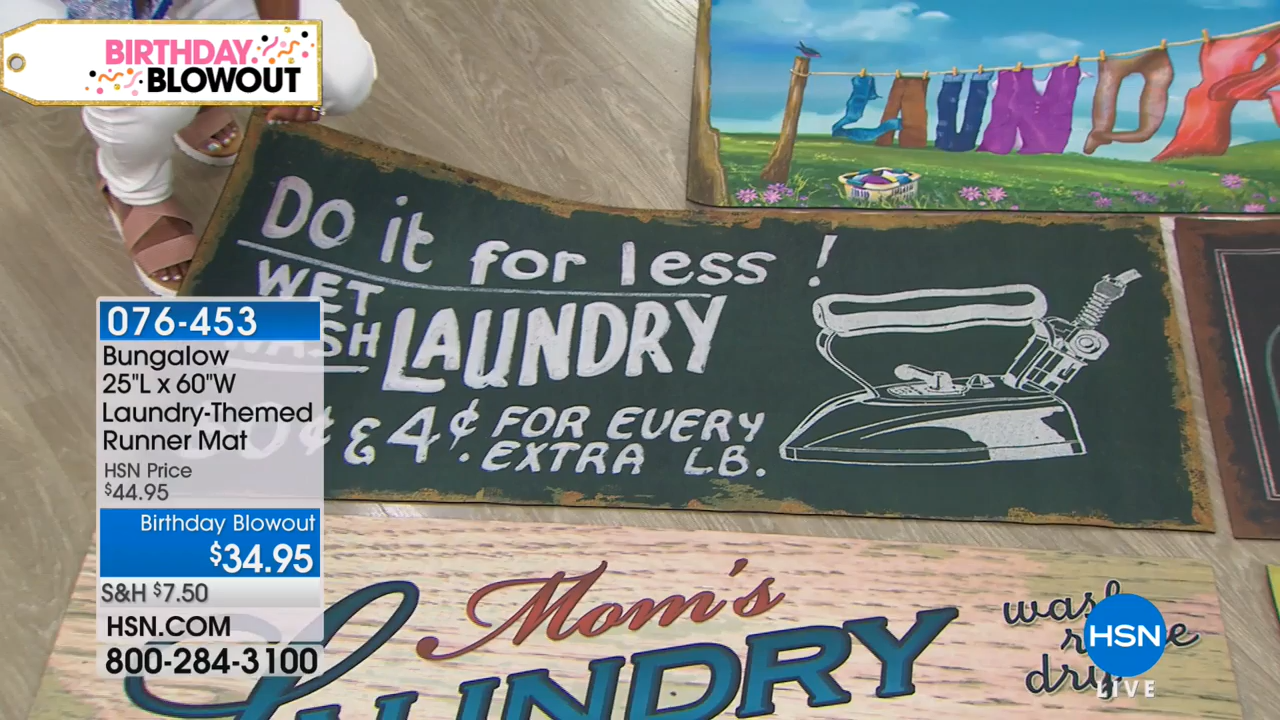 BIRTHDAY
BLOWOUT
LAUNDR
Do it for less!
WET
WASH LAUNDRY
& 4¢ FOR EVERY
EXTRA LB.
076-453
Bungalow
25"L x 60"W
Laundry-Themed
Runner Mat
HSN Price
$44.95
Birthday Blowout
$34.95
S&H $7.50
HSN.COM
800-284-3100
Mom's
LAUNDRY
wash
dry
HSN
LIVE